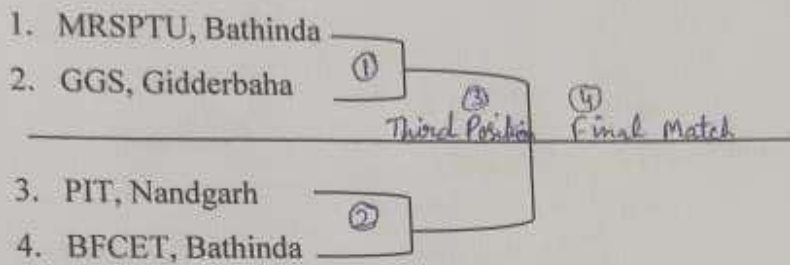 1. MRSPTU, Bathinda
①
2. GGS, Gidderbaha
③ ④
Third Position Final Match
3. PIT, Nandgarh
②
4. BFCET, Bathinda